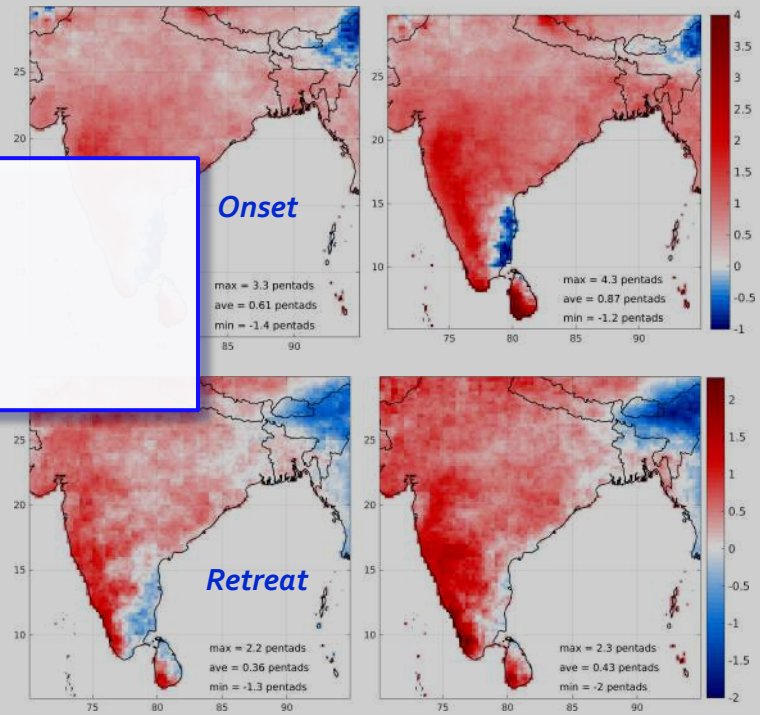 25
20
Onset
max = 3.3 pentads
ave = 0.61 pentads
min = -1.4 pentads
85 90
25
20
15
10
max = 4.3 pentads
ave = 0.87 pentads
min = -1.2 pentads
75 80 85 90
4
3.5
3
2.5
2
1.5
1
0.5
0
-0.5
-1
25
20
15
10
Retreat
max = 2.2 pentads
ave = 0.36 pentads
min = -1.3 pentads
75 80 85 90
25
20
15
10
max = 2.3 pentads
ave = 0.43 pentads
min = -2 pentads
75 80 85 90
2
1.5
1
0.5
0
-0.5
-1
-1.5
-2